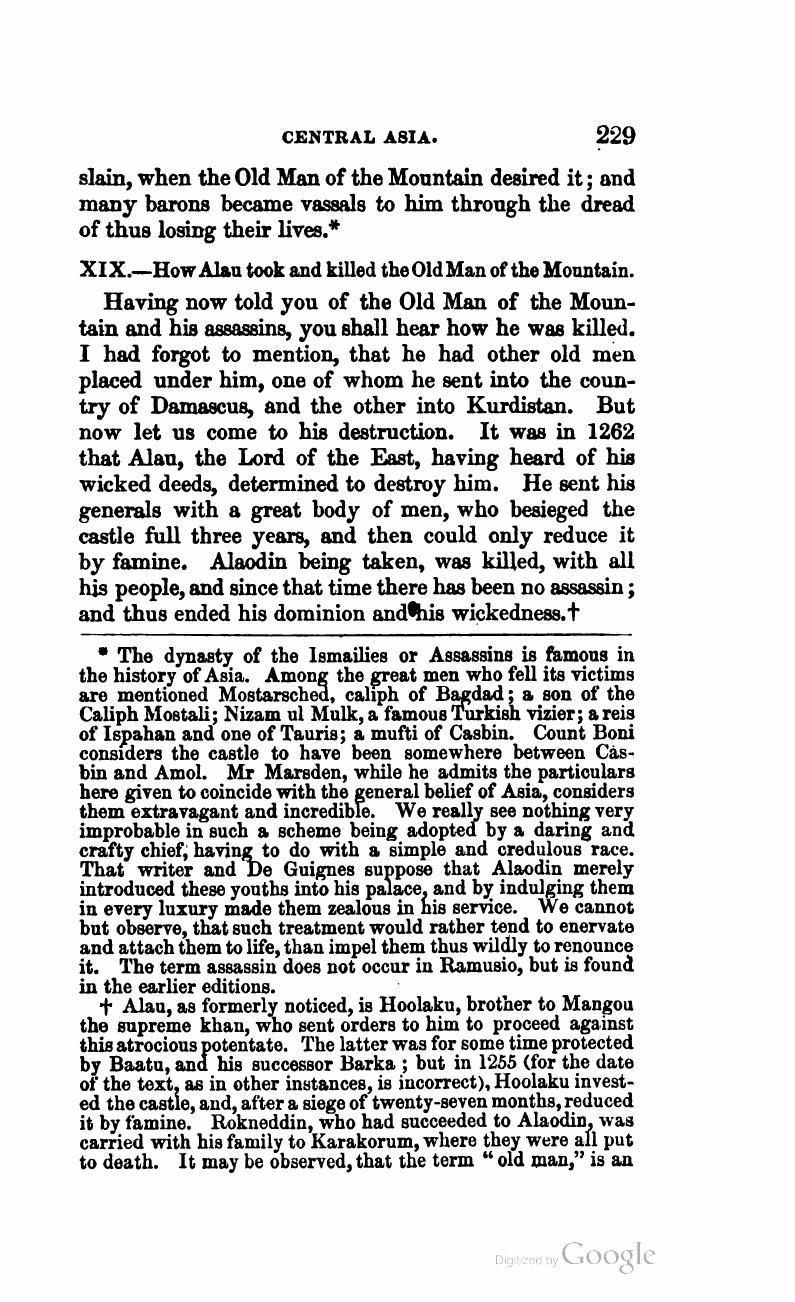 CENTRAL ASIA. 229
slain, when the Old Man of the Mountain desired it; and
many barons became vassals to him through the dread
of thus losing their lives.*
XIX.—How Alau took and killed the Old Man of the Mountain.
Having now told you of the Old Man of the Moun-
tain and his assassins, you shall hear how he was killed.
I had forgot to mention, that he had other old men
placed under him, one of whom he sent into the coun-
try of Damascus, and the other into Kurdistan. But
now let us come to his destruction. It was in 1262
that Alau, the Lord of the East, having heard of his
wicked deeds, determined to destroy him. He sent his
generals with a great body of men, who besieged the
castle full three years, and then could only reduce it
by famine. Alaodin being taken, was killed, with all
his people, and since that time there has been no assassin;
and thus ended his dominion and his wickedness.†
* The dynasty of the Ismailies or Assassins is famous in
the history of Asia. Among the great men who fell its victims
are mentioned Mostarsched, caliph of Bagdad; a son of the
Caliph Mostali; Nizam ul Mulk, a famous Turkish vizier; a reis
of Ispahan and one of Tauris; a mufti of Casbin. Count Boni
considers the castle to have been somewhere between Cas-
bin and Amol. Mr Marsden, while he admits the particulars
here given to coincide with the general belief of Asia, considers
them extravagant and incredible. We really see nothing very
improbable in such a scheme being adopted by a daring and
crafty chief, having to do with a simple and credulous race.
That writer and De Guignes suppose that Alaodin merely
introduced these youths into his palace, and by indulging them
in every luxury made them zealous in his service. We cannot
but observe, that such treatment would rather tend to enervate
and attach them to life, than impel them thus wildly to renounce
it. The term assassin does not occur in Ramusio, but is found
in the earlier editions.
† Alau, as formerly noticed, is Hoolaku, brother to Mangou
the supreme khan, who sent orders to him to proceed against
this atrocious potentate. The latter was for some time protected
by Baatu, and his successor Barka; but in 1255 (for the date
of the text, as in other instances, is incorrect), Hoolaku invest-
ed the castle, and, after a siege of twenty-seven months, reduced
it by famine. Rokneddin, who had succeeded to Alaodin, was
carried with his family to Karakorum, where they were all put
to death. It may be observed, that the term "old man," is an
Digitized by Google